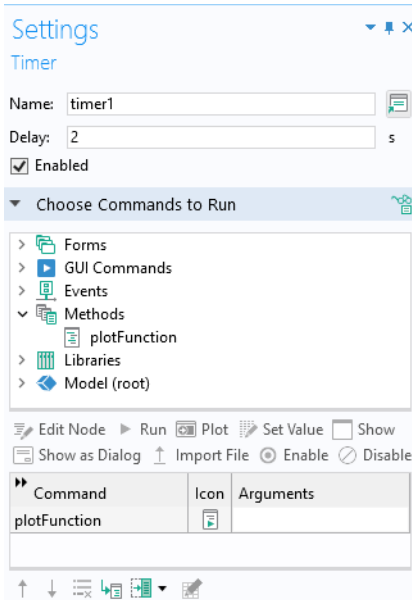 Settings
Timer
Name: timer1
Delay: 2 s
Enabled
Choose Commands to Run
Forms
GUI Commands
Events
Methods
plotFunction
Libraries
Model (root)
Edit Node Run Plot Set Value Show
Show as Dialog Import File Enable Disable
Command Icon Arguments
plotFunction